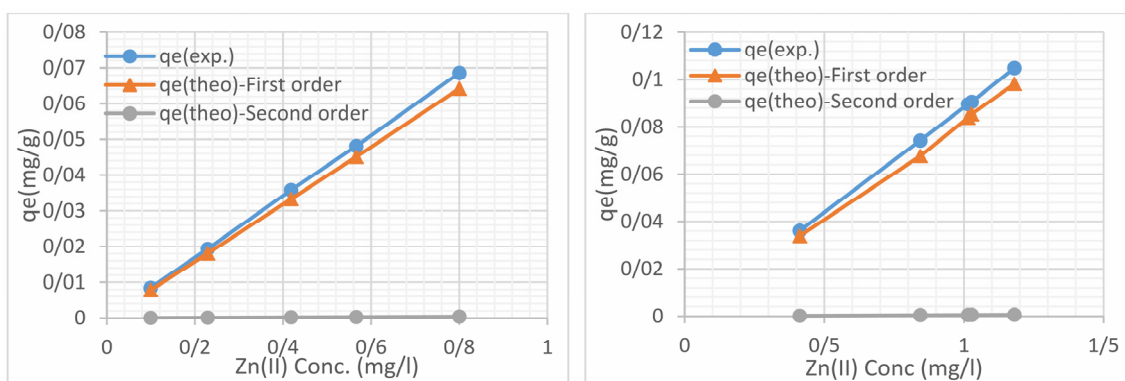 0/08
0/07
0/06
0/05
0/04
0/03
0/02
0/01
0
qe(mg/g)
qe(exp.)
qe(theo)-First order
qe(theo)-Second order
0 0/2 0/4 0/6 0/8 1
Zn(II) Conc. (mg/l)
0/12
0/1
0/08
0/06
0/04
0/02
0
qe(mg/g)
qe(exp.)
qe(theo)-First order
qe(theo)-Second order
0 0/5 1 1/5
Zn(II) Conc (mg/l)